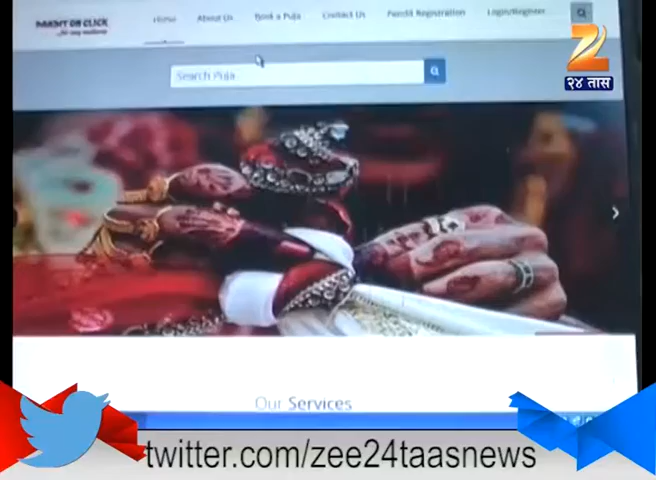 PANDIT ON CLICK
Home About Us Book a Puja Contact Us Pandit Registration Login/Register
Search Puja
२४ तास
Our Services
twitter.com/zee24taasnews